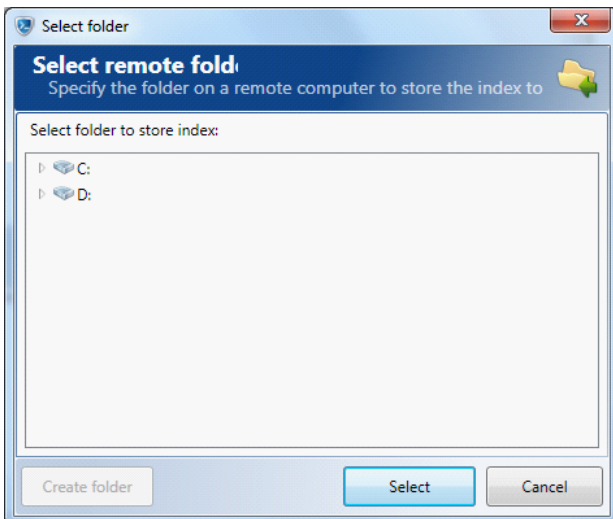 Select folder
Select remote fold
Specify the folder on a remote computer to store the index to
Select folder to store index:
C:
D:
Create folder
Select
Cancel